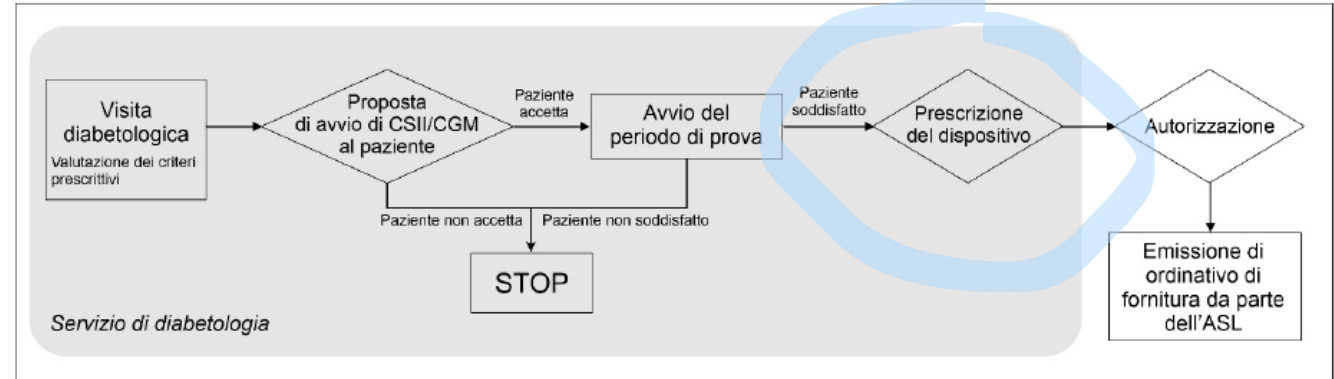 Visita
diabetologica
Valutazione dei criteri
prescrittivi
Proposta
di avvio di CSII/CGM
al paziente
Paziente
accetta
Avvio del
periodo di prova
Paziente
soddisfatto
Prescrizione
del dispositivo
Autorizzazione
Paziente non accetta
Paziente non soddisfatto
STOP
Emissione di
ordinativo di
fornitura da parte
dell'ASL
Servizio di diabetologia